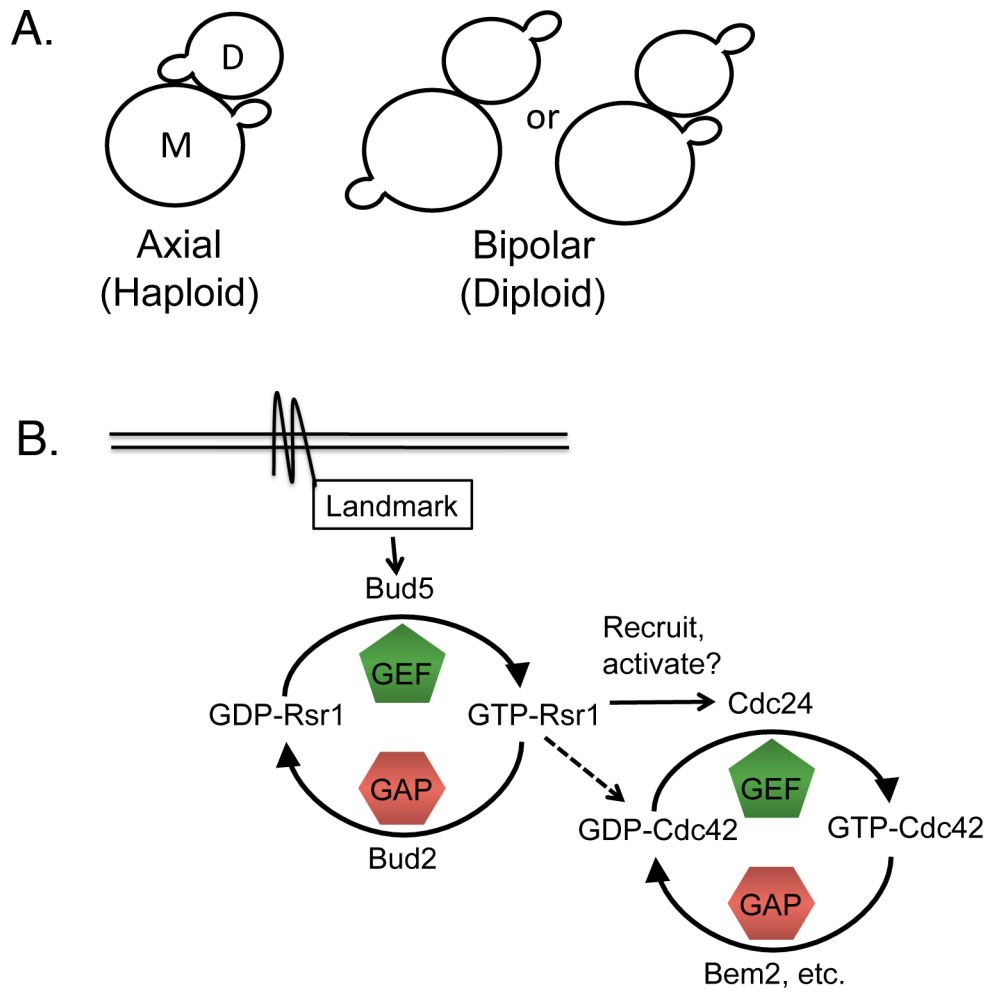 A.
D
M
or
Axial
(Haploid)
Bipolar
(Diploid)
B.
Landmark
Bud5
GEF
GDP-Rsr1
GTP-Rsr1
GAP
Bud2
Recruit,
activate?
Cdc24
GEF
GDP-Cdc42
GTP-Cdc42
GAP
Bem2, etc.